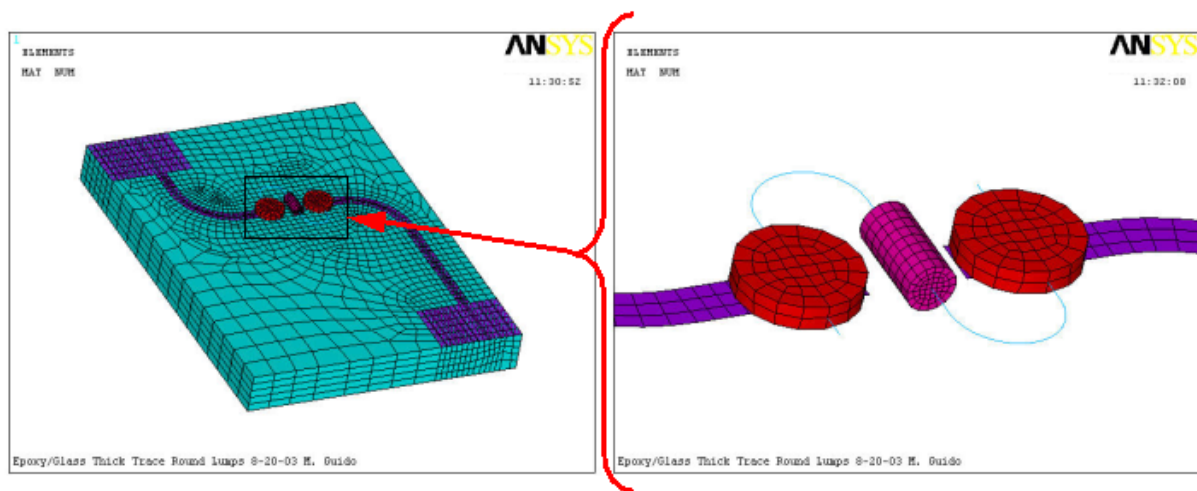 1
ANSYS
ELEMENTS
MAT NUM
11:30:52
Epoxy/Glass Thick Trace Round Lumps 8-20-03 M. Guido
ANSYS
ELEMENTS
MAT NUM
11:32:08
Epoxy/Glass Thick Trace Round Lumps 8-20-03 M. Guido